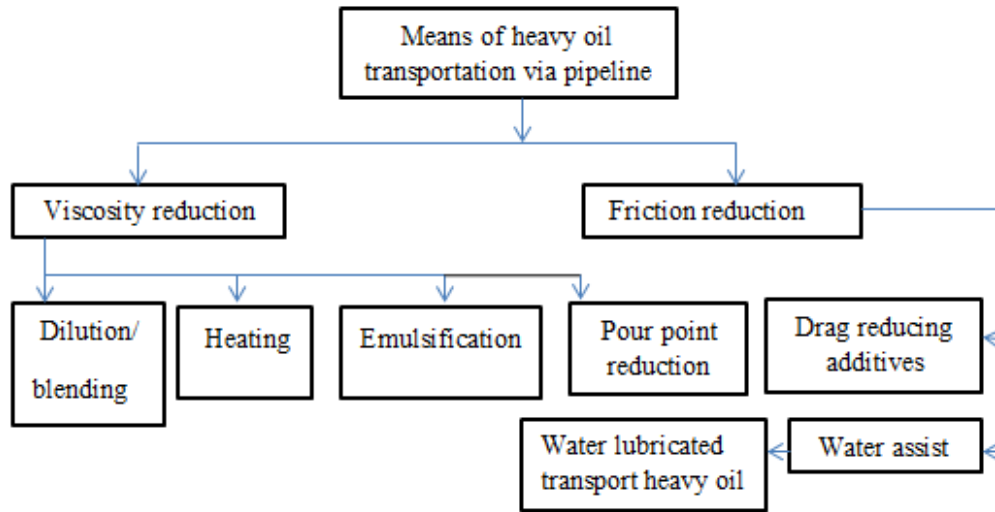 Means of heavy oil
transportation via pipeline
Viscosity reduction
Friction reduction
Dilution/
blending
Heating
Emulsification
Pour point
reduction
Drag reducing
additives
Water lubricated
transport heavy oil
Water assist